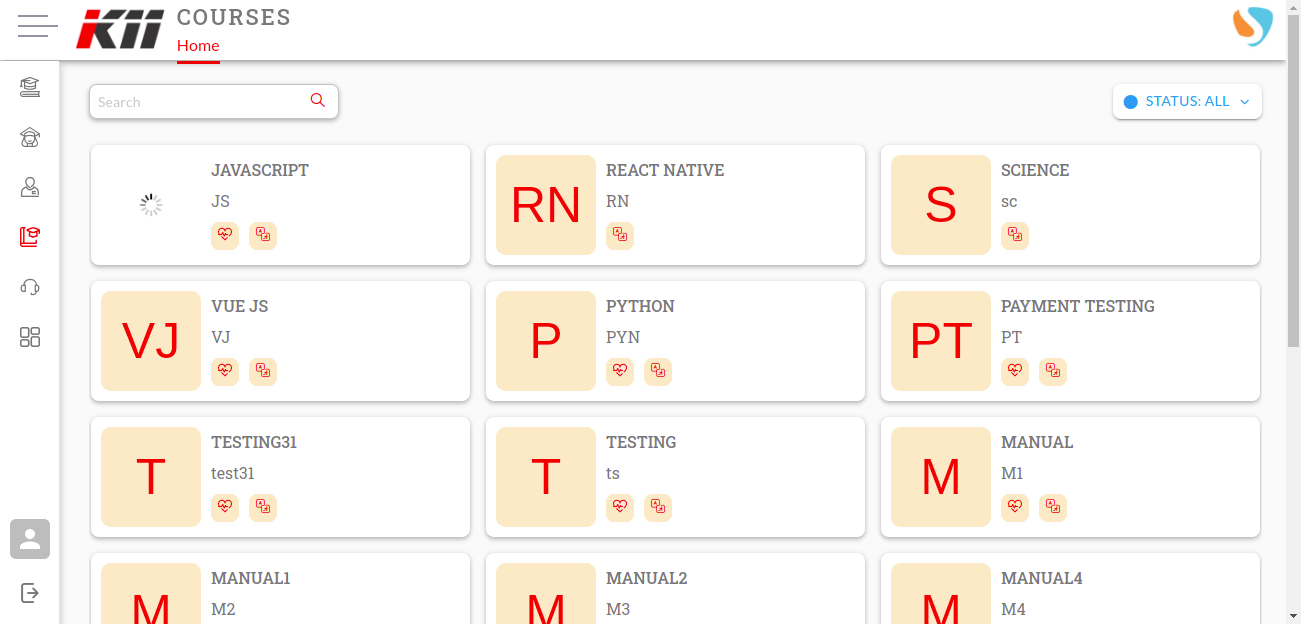 KII
COURSES
Home
Search
STATUS: ALL
JAVASCRIPT
JS
RN
REACT NATIVE
RN
S
SCIENCE
sc
VJ
VUE JS
VJ
P
PYTHON
PYN
PT
PAYMENT TESTING
PT
T
TESTING31
test31
T
TESTING
ts
M
MANUAL
M1
M
MANUAL1
M2
M
MANUAL2
M3
M
MANUAL4
M4